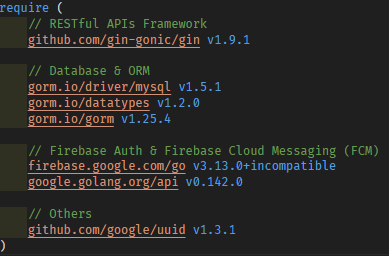 require (
// RESTful APIs Framework
github.com/gin-gonic/gin v1.9.1
// Database & ORM
gorm.io/driver/mysql v1.5.1
gorm.io/datatypes v1.2.0
gorm.io/gorm v1.25.4
// Firebase Auth & Firebase Cloud Messaging (FCM)
firebase.google.com/go v3.13.0+incompatible
google.golang.org/api v0.142.0
// Others
github.com/google/uuid v1.3.1
)